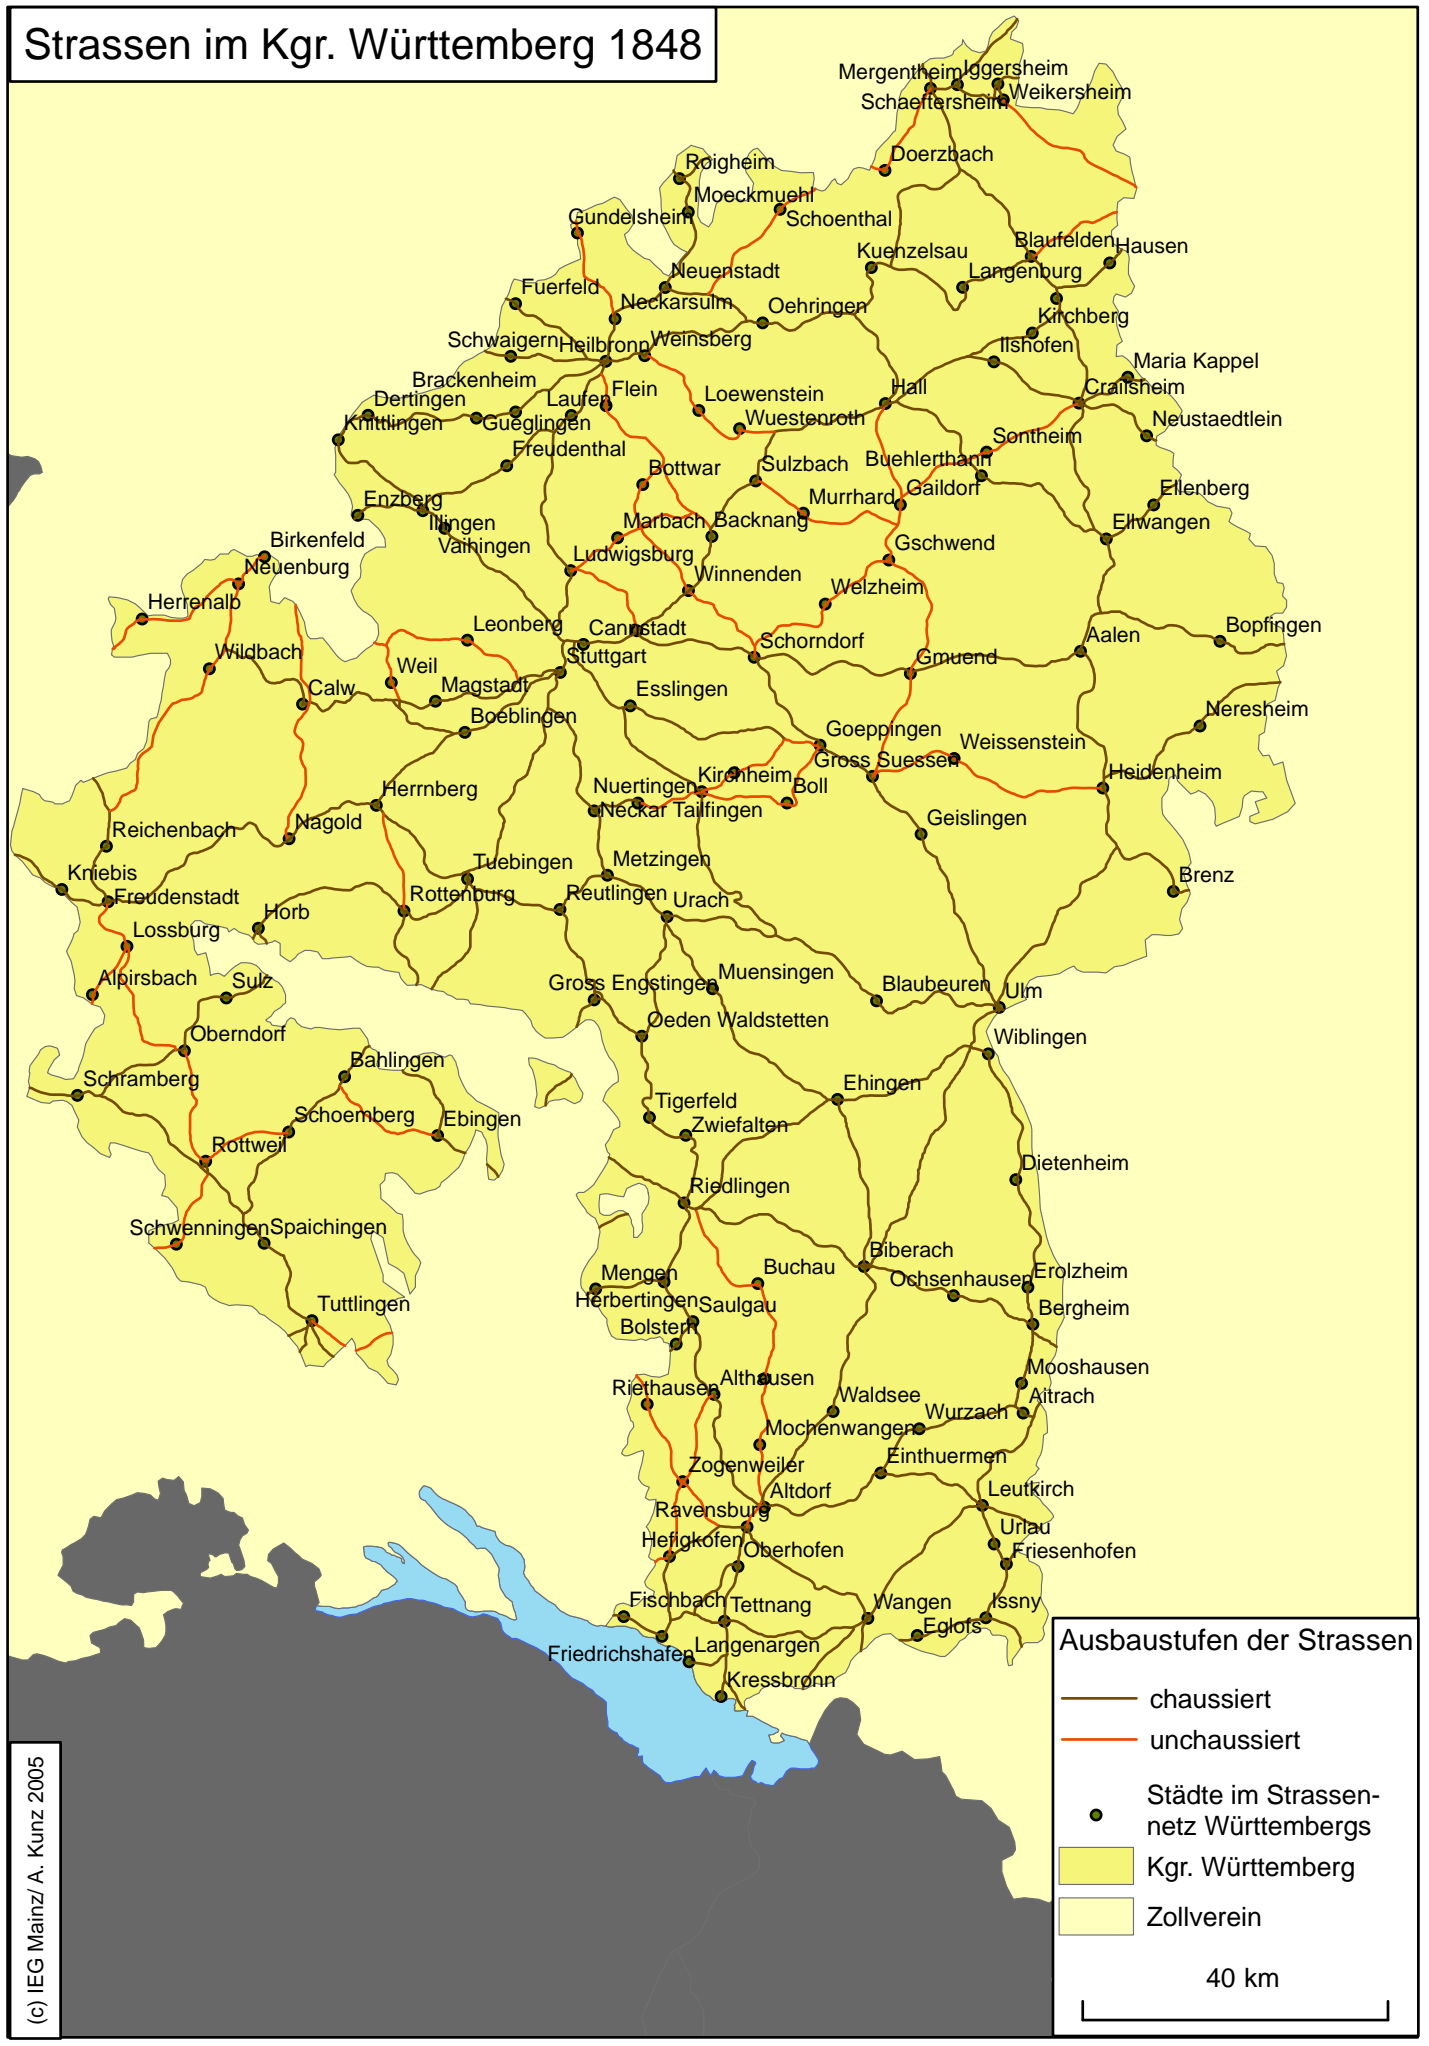 Strassen im Kgr. Württemberg 1848
Mergentheim
Iggersheim
Schaeftersheim
Weikersheim
Doerzbach
Roigheim
Moeckmuehl
Schoenthal
Gundelsheim
Kuenzelsau
Blaufelden
Hausen
Langenburg
Neuenstadt
Fuerfeld
Neckarsulm
Oehringen
Kirchberg
Schwaigern
Heilbronn
Weinsberg
Ilshofen
Maria Kappel
Brackenheim
Dertingen
Laufen
Flein
Loewenstein
Hall
Crailsheim
Knittlingen
Gueglingen
Wuestenroth
Neustaedtlein
Freudenthal
Sontheim
Bottwar
Sulzbach
Buehlerthann
Enzberg
Murrhard
Gaildorf
Ellenberg
Illingen
Vaihingen
Marbach
Backnang
Ellwangen
Birkenfeld
Neuenburg
Ludwigsburg
Winnenden
Gschwend
Welzheim
Herrenalb
Leonberg
Cannstadt
Schorndorf
Aalen
Bopfingen
Wildbach
Weil
Stuttgart
Gmuend
Calw
Magstadt
Esslingen
Boeblingen
Goeppingen
Neresheim
Weissenstein
Gross Suessen
Kirchheim
Heidenheim
Herrnberg
Nuertingen
Boll
Neckar Tailfingen
Geislingen
Reichenbach
Nagold
Kniebis
Tuebingen
Metzingen
Brenz
Freudenstadt
Rottenburg
Reutlingen
Urach
Horb
Lossburg
Alpirsbach
Sulz
Gross Engstingen
Muensingen
Blaubeuren
Ulm
Oberndorf
Oeden Waldstetten
Wiblingen
Bahlingen
Schramberg
Ehingen
Schoemberg
Ebingen
Tigerfeld
Zwiefalten
Rottweil
Dietenheim
Riedlingen
Schwenningen
Spaichingen
Biberach
Mengen
Buchau
Ochsenhausen
Erolzheim
Herbertingen
Saulgau
Tuttlingen
Bolstern
Bergheim
Riethausen
Althausen
Mooshausen
Waldsee
Wurzach
Aitrach
Mochenwangen
Einthuermen
Zogenweiler
Altdorf
Leutkirch
Ravensburg
Urlau
Hefigkofen
Oberhofen
Friesenhofen
Fischbach
Tettnang
Wangen
Issny
Eglofs
Friedrichshafen
Langenargen
Kressbronn
Ausbaustufen der Strassen
chaussiert
unchaussiert
Städte im Strassen-
netz Württembergs
Kgr. Württemberg
Zollverein
40 km
(c) IEG Mainz/ A. Kunz 2005